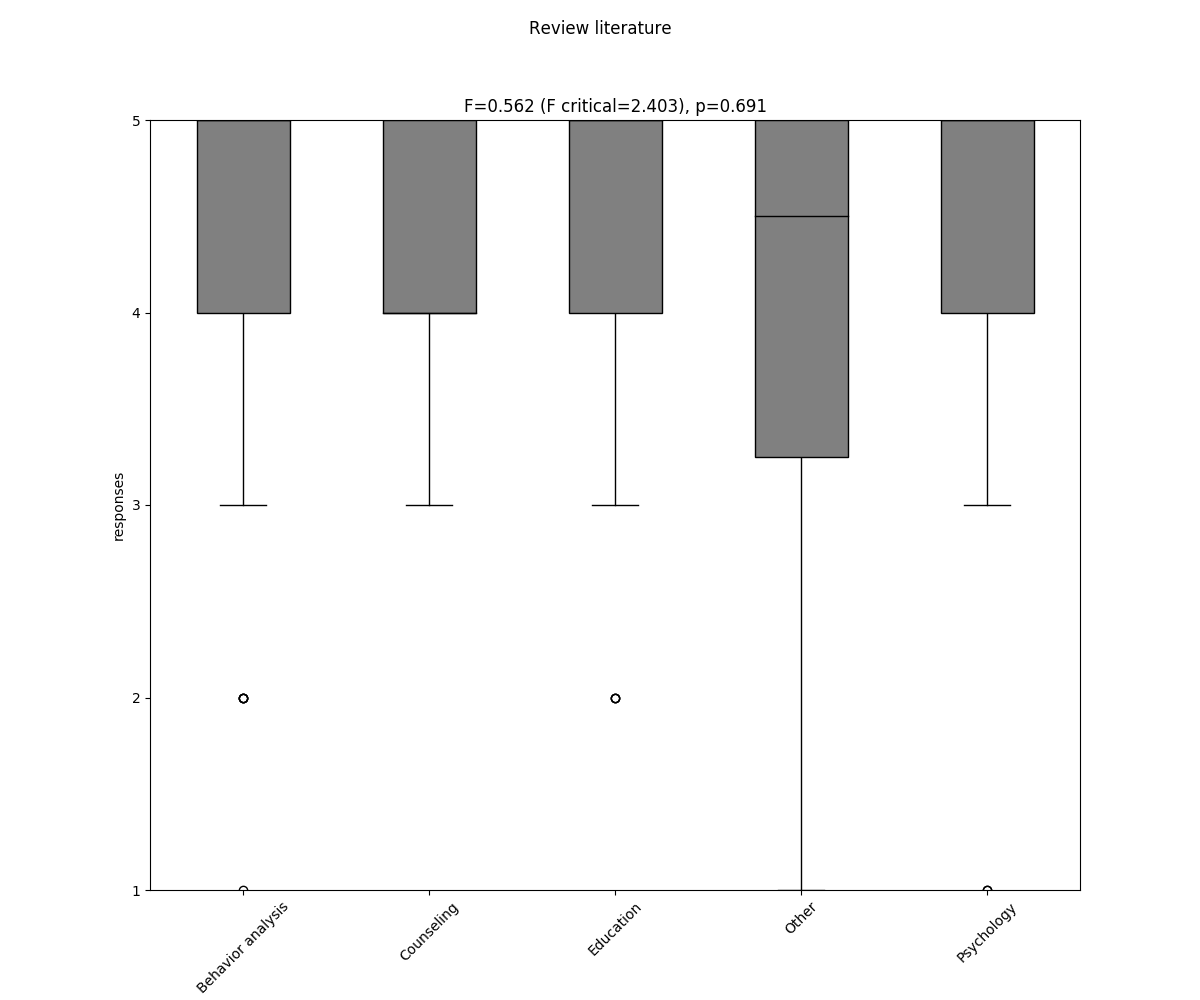 Review literature
F=0.562 (F critical=2.403), p=0.691
5
4
3
2
1
responses
Behavior analysis
Counseling
Education
Other
Psychology